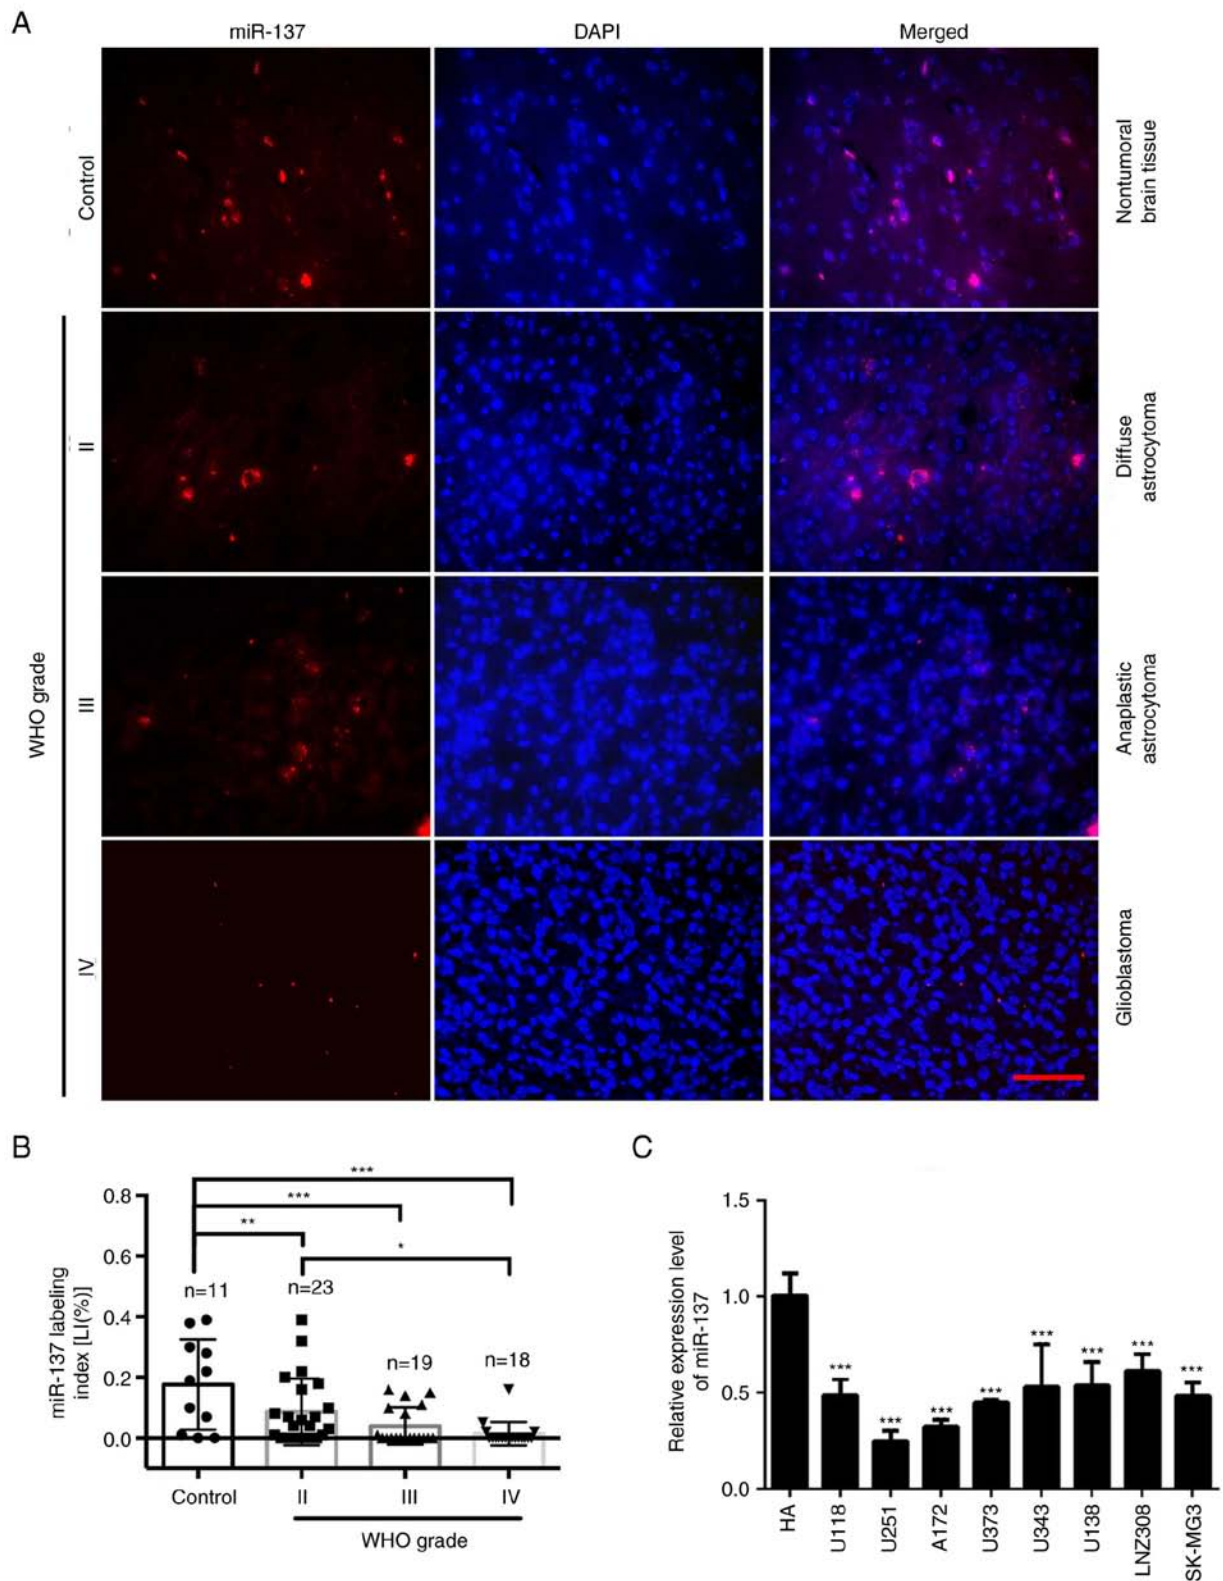 A
miR-137
DAPI
Merged
Control
Nontumoral
brain tissue
WHO grade
II
Diffuse
astrocytoma
III
Anaplastic
astrocytoma
IV
Glioblastoma
B
miR-137 labeling
index [LI(%)]
0.8
0.6
0.4
0.2
0.0
***
***
**
*
n=11
n=23
n=19
n=18
Control
II
III
IV
WHO grade
C
Relative expression level
of miR-137
1.5
1.0
0.5
0.0
***
***
***
***
***
***
***
***
HA
U118
U251
A172
U373
U343
U138
LNZ308
SK-MG3